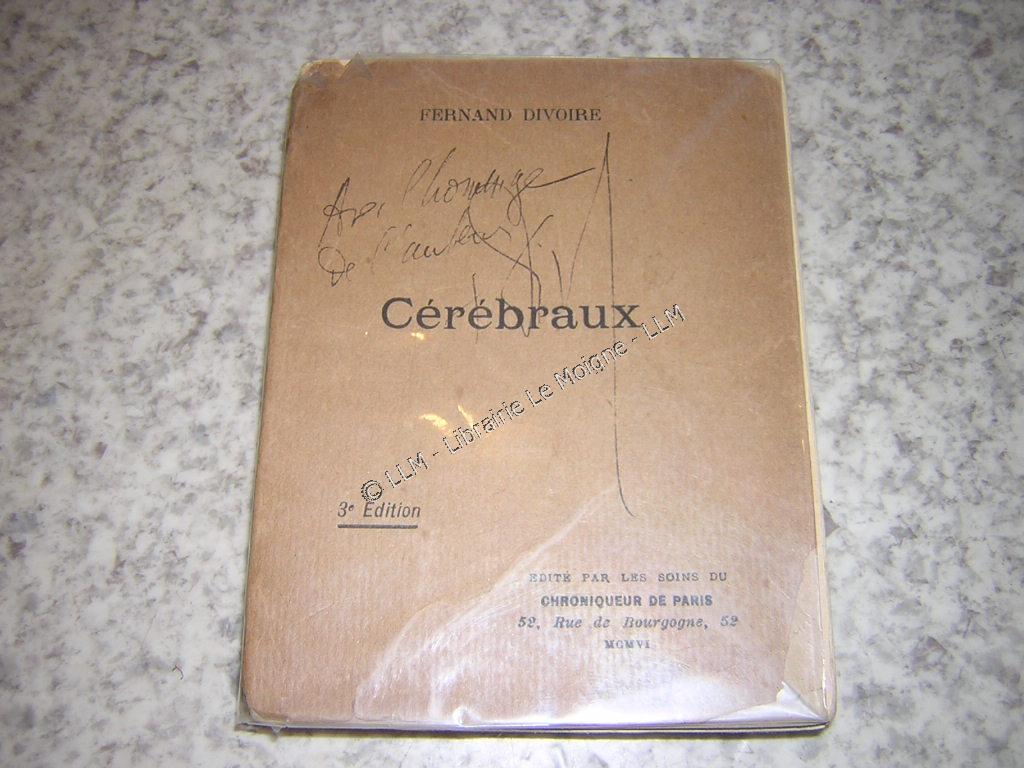 FERNAND DIVOIRE
Avec l'hommage
De l'auteur
Cérébraux
© LLM - Librairie Le Moigne - LLM
3e Édition
EDITÉ PAR LES SOINS DU
CHRONIQUEUR DE PARIS
52, Rue de Bourgogne, 52
MCMVI